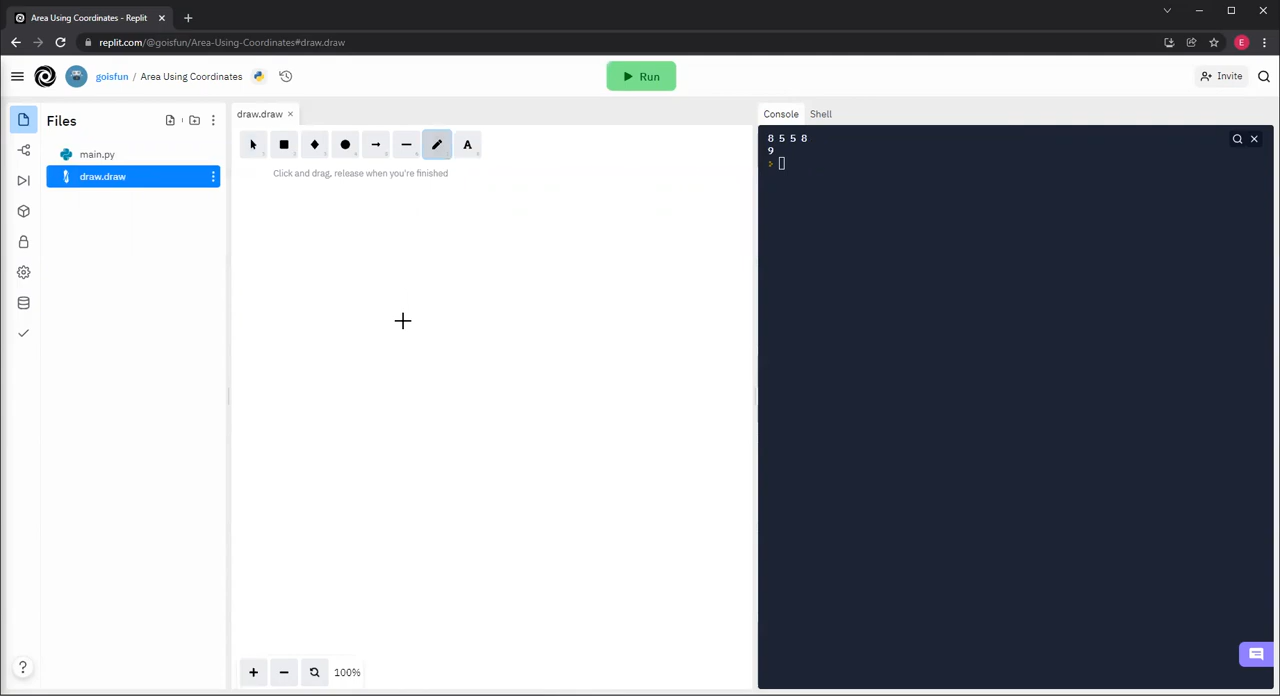 Area Using Coordinates - Replit
replit.com/@goisfun/Area-Using-Coordinates#draw.draw
E
goisfun / Area Using Coordinates
Run
Invite
Files
draw.draw
Console
Shell
main.py
draw.draw
A
Click and drag, release when you're finished
8 5 5 8
9
100%